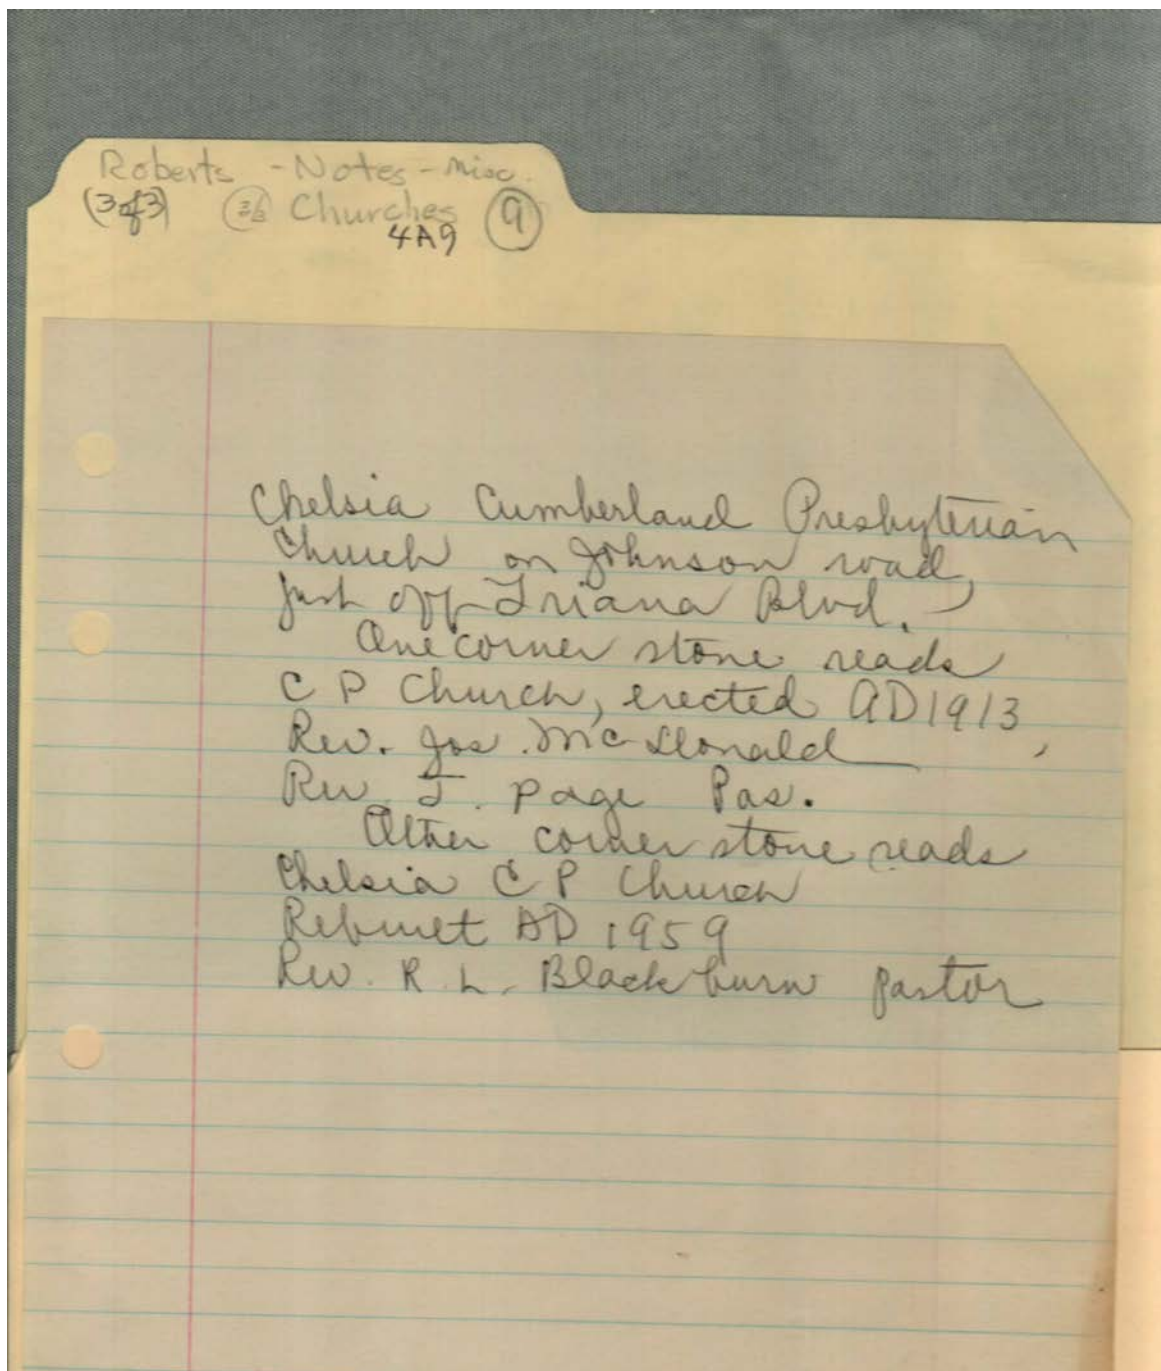 Roberts - Notes - Misc.
(3 of 3) Churches 9
4A9
Chelsia Cumberland Presbyterian
Church on Johnson road,
just off Triana Blvd.
One corner stone reads
C P Church, erected AD 1913,
Rev. Jos. McDonald
Rev. J. Page Pas.
Other corner stone reads
Chelsia C P Church
Rebuilt AD 1959
Rev. R. L. Blackburn pastor